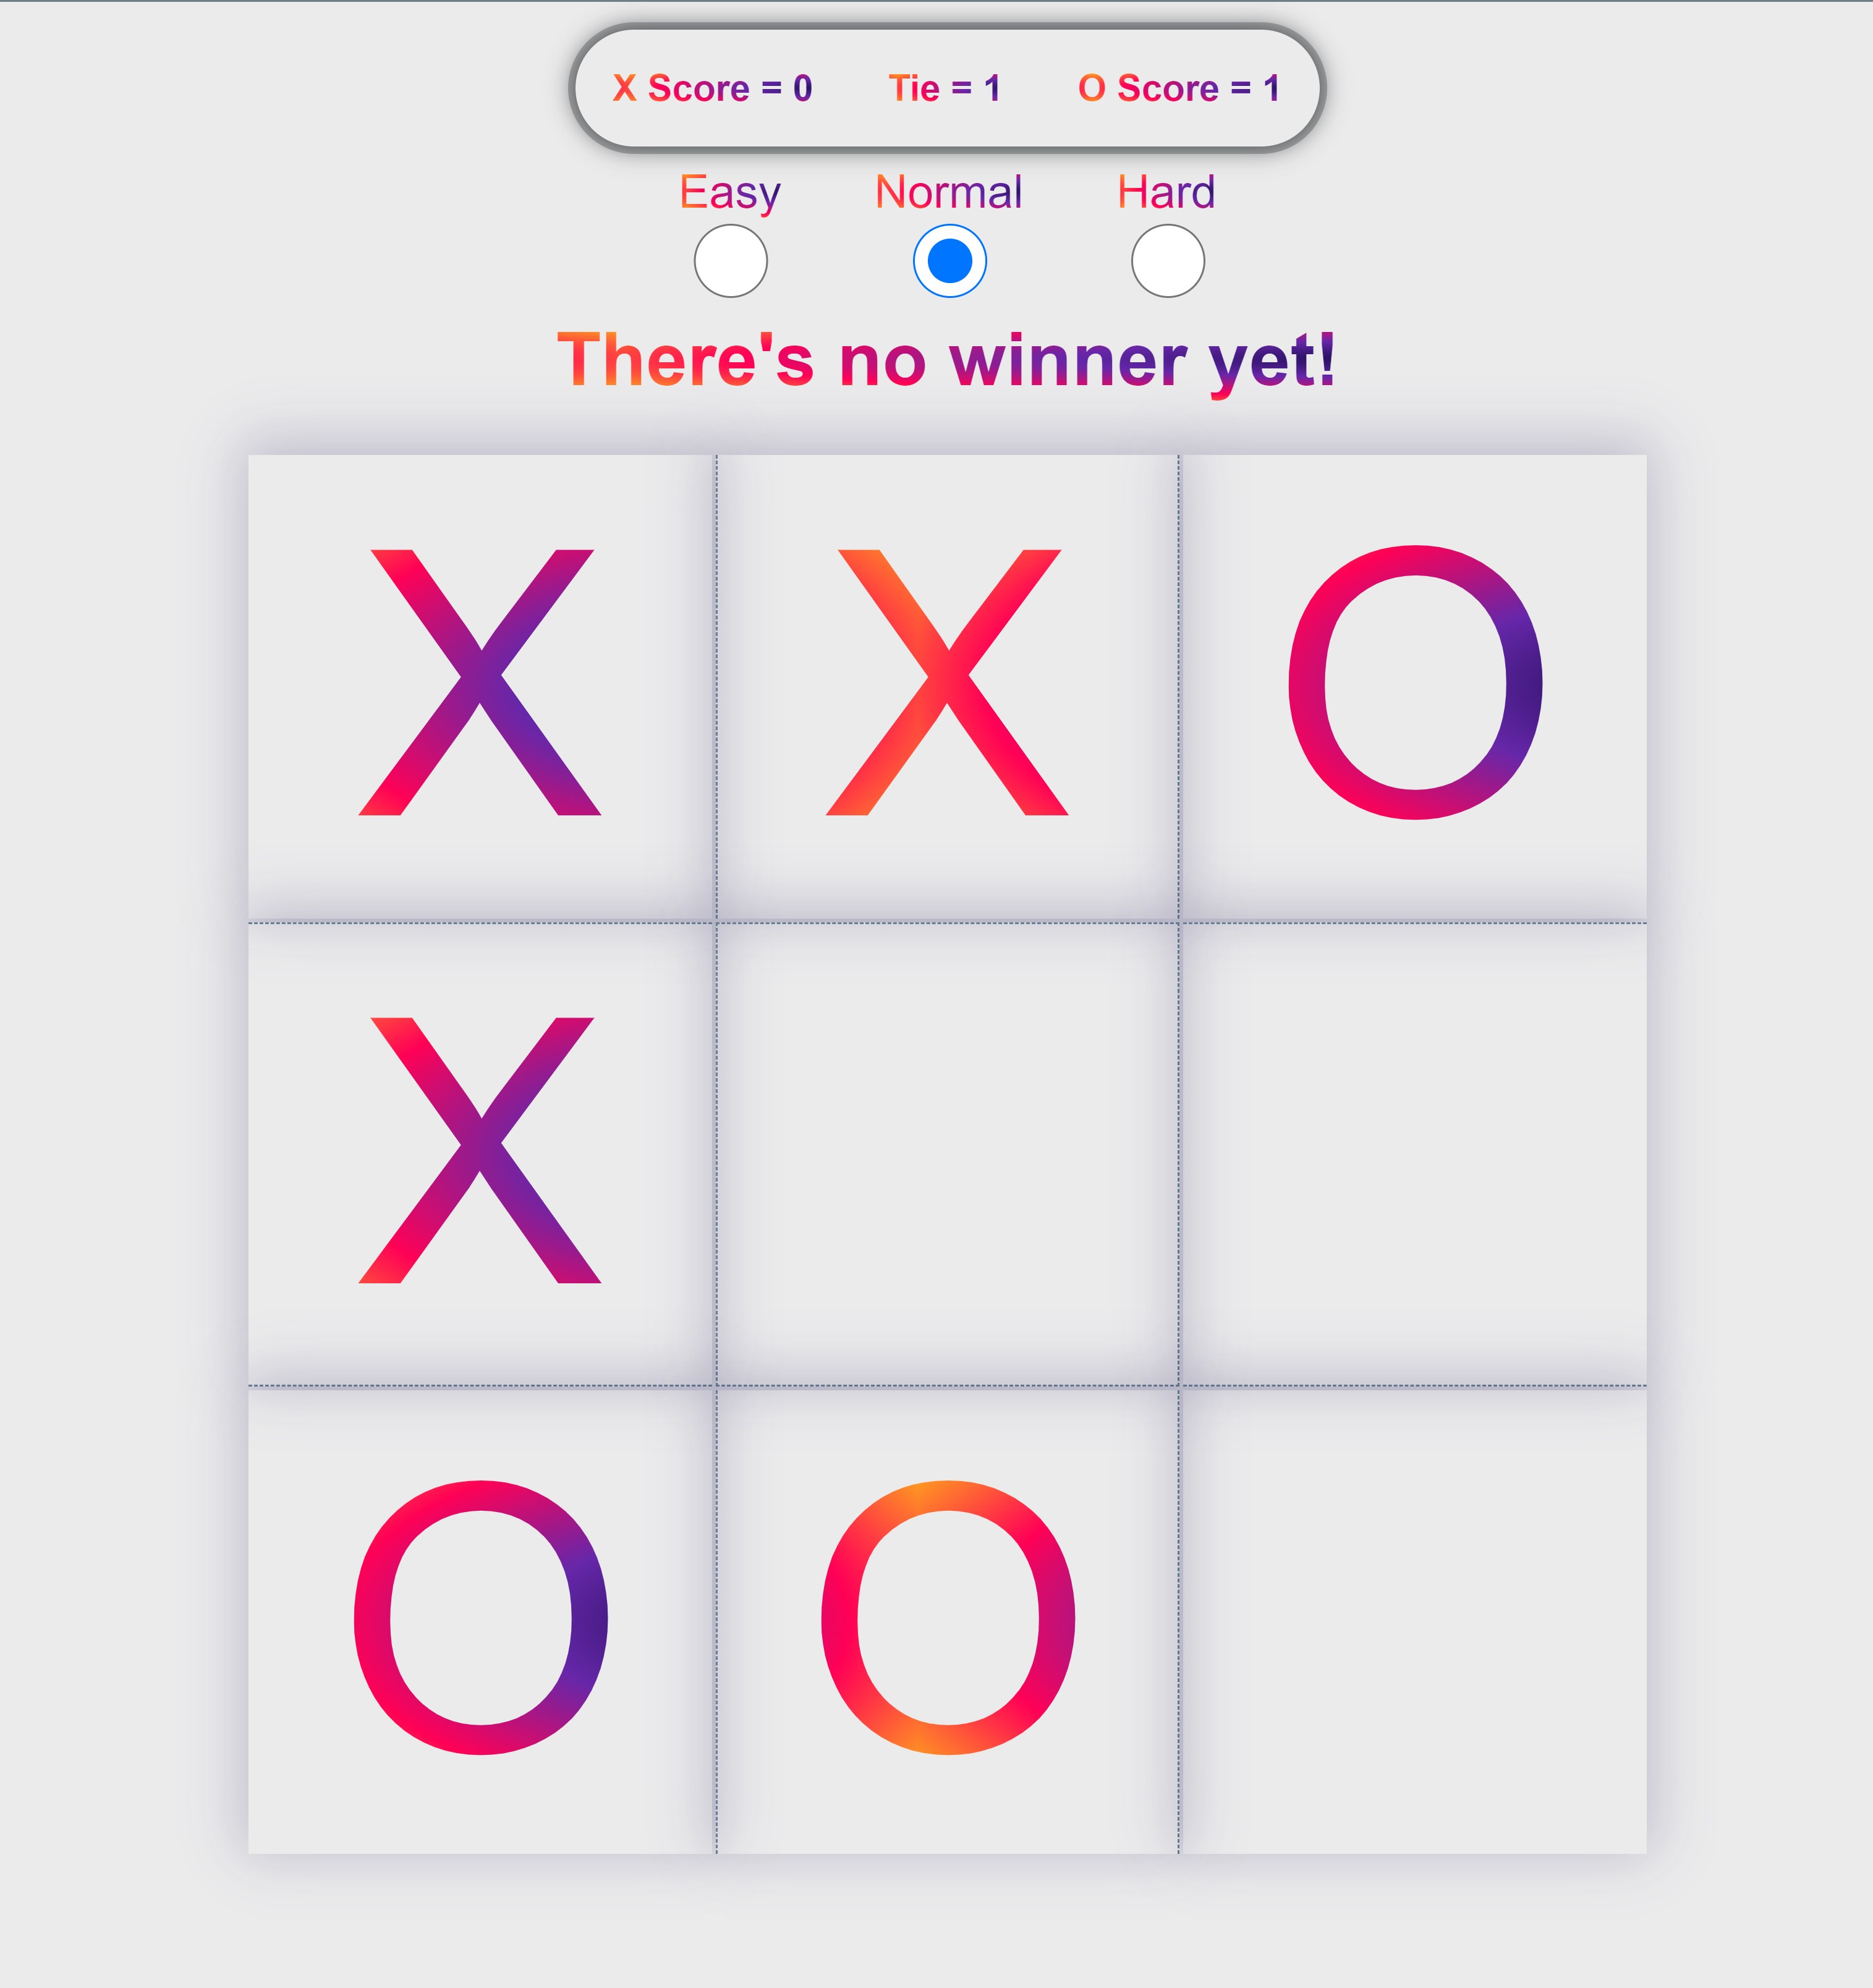 X Score = 0 Tie = 1 O Score = 1
Easy Normal Hard
There's no winner yet!
X X O
X
O O